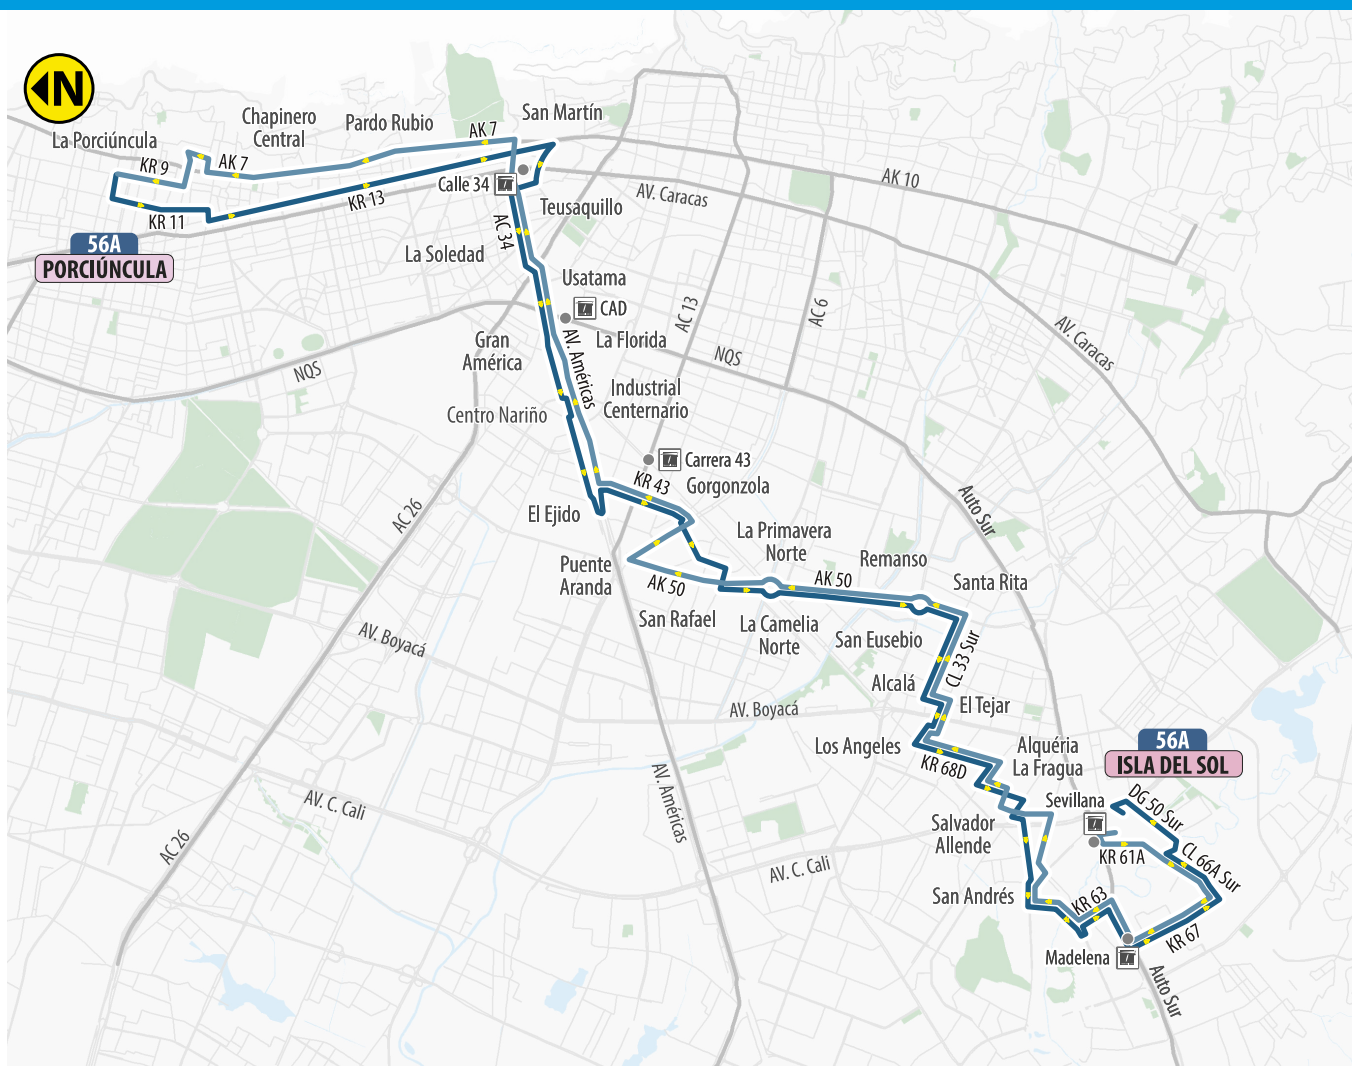 N
La Porciúncula
Chapinero
Central
Pardo Rubio
San Martín
AK 7
KR 9
AK 7
KR 11
KR 13
Calle 34
Teusaquillo
AV. Caracas
AK 10
56A
PORCIÚNCULA
La Soledad
AC 34
Usatama
CAD
La Florida
AC 13
AC 6
AV. Caracas
NQS
Gran
América
AV. Américas
NQS
Industrial
Centernario
Centro Nariño
Carrera 43
Gorgonzola
KR 43
AC 26
El Ejido
Auto Sur
La Primavera
Norte
Puente
Aranda
AK 50
AK 50
Remanso
Santa Rita
San Rafael
La Camelia
Norte
San Eusebio
AV. Boyacá
CL 33 Sur
Alcalá
AV. Boyacá
El Tejar
Los Angeles
KR 68D
Alquéria
La Fragua
56A
ISLA DEL SOL
AV. C. Cali
AV. Américas
Sevillana
DG 50 Sur
AC 26
Salvador
Allende
KR 61A
CL 66A Sur
AV. C. Cali
San Andrés
KR 63
KR 67
Madelena
Auto Sur